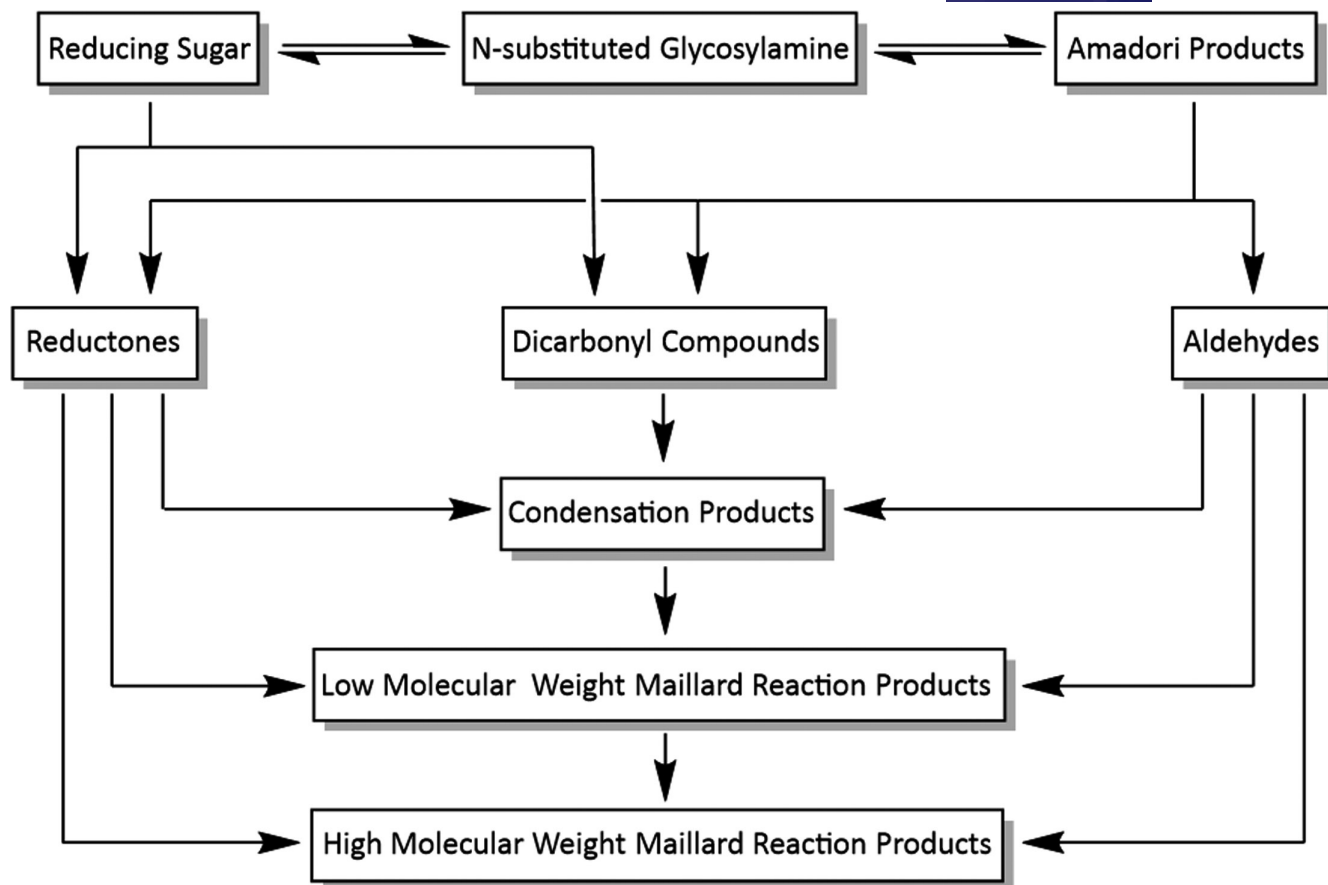 Reducing Sugar
N-substituted Glycosylamine
Amadori Products
Reductones
Dicarbonyl Compounds
Aldehydes
Condensation Products
Low Molecular Weight Maillard Reaction Products
High Molecular Weight Maillard Reaction Products